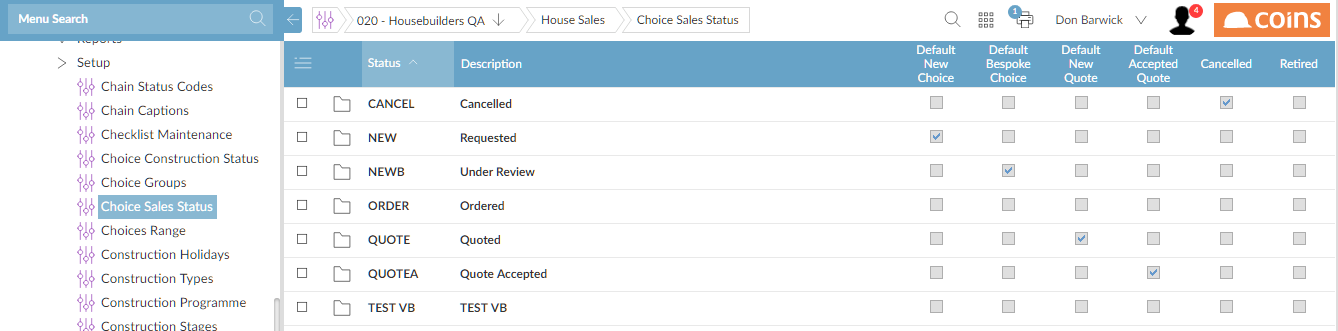 Menu Search
020 - Housebuilders QA
House Sales
Choice Sales Status
1
Don Barwick
4
coins
Reports
Setup
Chain Status Codes
Chain Captions
Checklist Maintenance
Choice Construction Status
Choice Groups
Choice Sales Status
Choices Range
Construction Holidays
Construction Types
Construction Programme
Construction Stages
Status Description Default New Choice Default Bespoke Choice Default New Quote Default Accepted Quote Cancelled Retired
CANCEL Cancelled
NEW Requested
NEWB Under Review
ORDER Ordered
QUOTE Quoted
QUOTEA Quote Accepted
TEST VB TEST VB